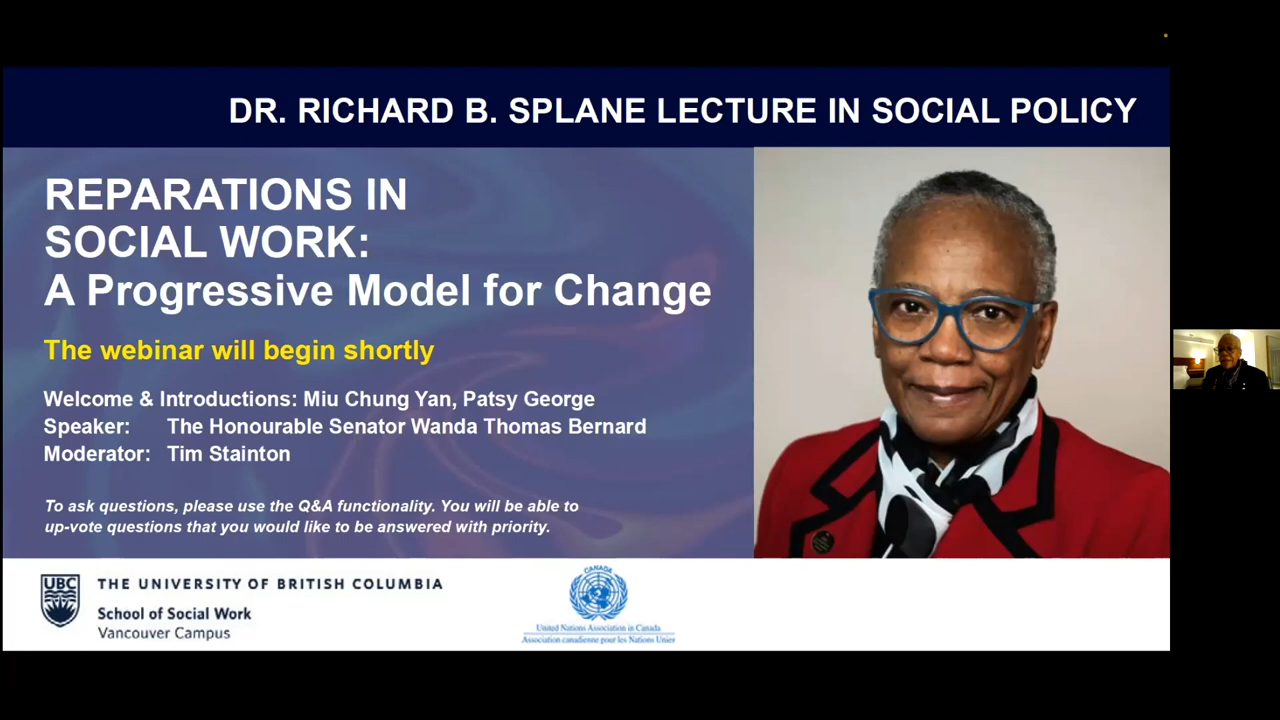 DR. RICHARD B. SPLANE LECTURE IN SOCIAL POLICY
REPARATIONS IN
SOCIAL WORK:
A Progressive Model for Change
The webinar will begin shortly
Welcome & Introductions: Miu Chung Yan, Patsy George
Speaker: The Honourable Senator Wanda Thomas Bernard
Moderator: Tim Stainton
To ask questions, please use the Q&A functionality. You will be able to
up-vote questions that you would like to be answered with priority.
UBC
THE UNIVERSITY OF BRITISH COLUMBIA
School of Social Work
Vancouver Campus
CANADA
United Nations Association in Canada
Association canadienne pour les Nations Unies